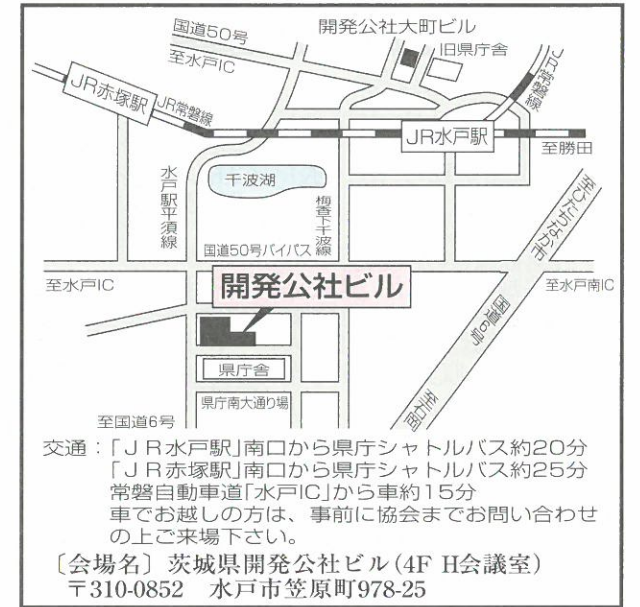 国道50号
開発公社大町ビル
旧県庁舎
至水戸IC
JR常磐線
JR赤塚駅
JR常磐線
JR水戸駅
至勝田
千波湖
水戸駅平須線
梅香下千波線
至ひたちなか市
国道50号バイパス
至水戸IC
開発公社ビル
至水戸南IC
国道6号
県庁舎
県庁南大通り場
至国道6号
至石岡
交通：「JR水戸駅」南口から県庁シャトルバス約20分
「JR赤塚駅」南口から県庁シャトルバス約25分
常磐自動車道「水戸IC」から車約15分
車でお越しの方は、事前に協会までお問い合わせ
の上ご来場下さい。
〔会場名〕茨城県開発公社ビル(4F H会議室)
〒310-0852 水戸市笠原町978-25